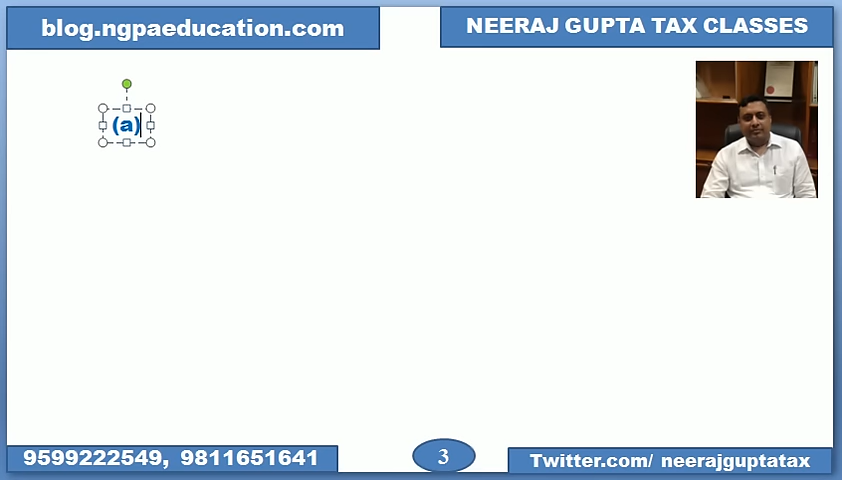 blog.ngpaeducation.com
NEERAJ GUPTA TAX CLASSES
(a)
9599222549, 9811651641
3
Twitter.com/ neerajguptatax